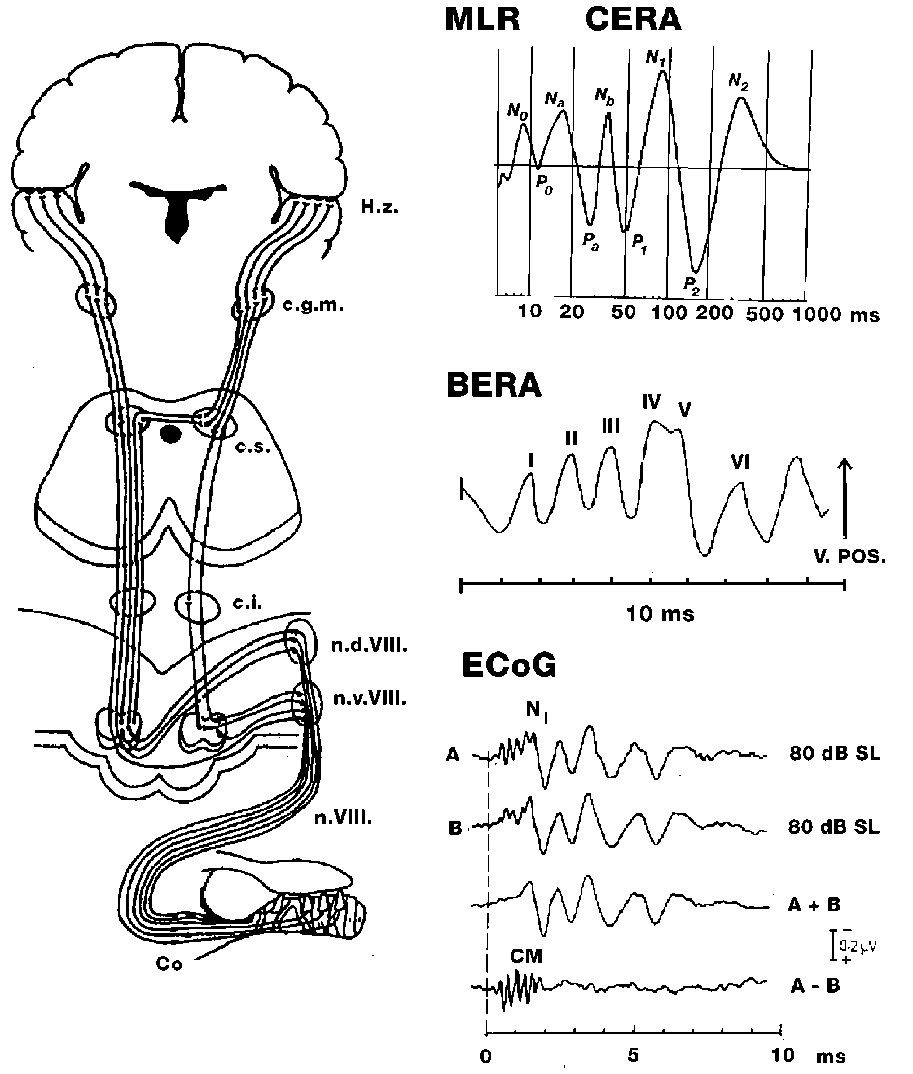 MLR CERA
N0 Na Nb N1 N2
P0 Pa P1 P2
10 20 50 100 200 500 1000 ms
H.z.
c.g.m.
c.s.
c.i.
n.d.VIII.
n.v.VIII.
n.VIII.
Co
BERA
I II III IV V VI
V. POS.
10 ms
ECoG
N I
A 80 dB SL
B 80 dB SL
A + B
0.2 µV
+
CM
A - B
0 5 10 ms